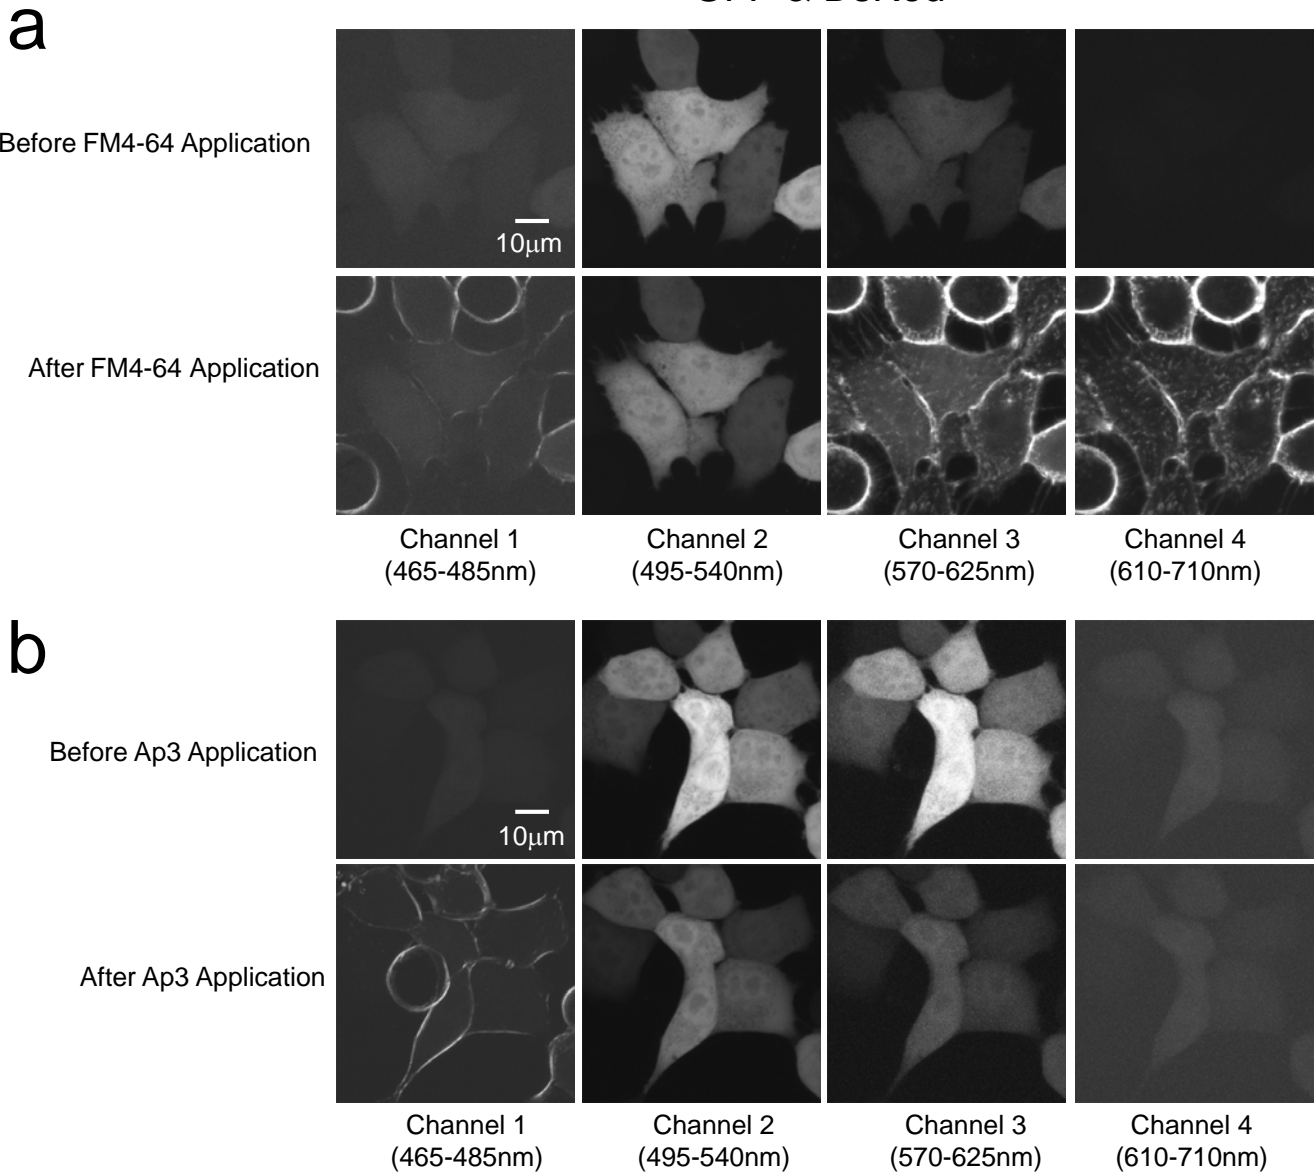 a
Before FM4-64 Application
10μm
After FM4-64 Application
Channel 1
(465-485nm)
Channel 2
(495-540nm)
Channel 3
(570-625nm)
Channel 4
(610-710nm)
b
Before Ap3 Application
10μm
After Ap3 Application
Channel 1
(465-485nm)
Channel 2
(495-540nm)
Channel 3
(570-625nm)
Channel 4
(610-710nm)